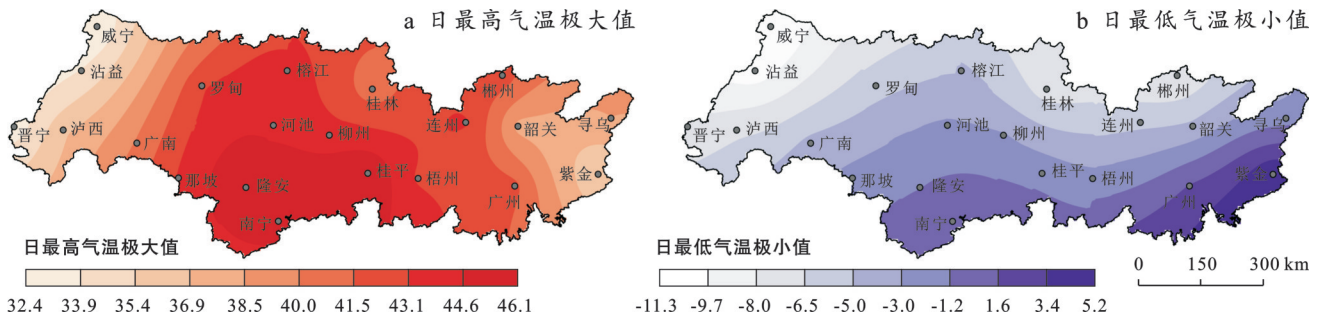 a 日最高气温极大值
威宁
沾益
榕江
罗甸
郴州
桂林
晋宁
泸西
广南
河池
柳州
连州
韶关
寻乌
那坡
隆安
桂平
梧州
广州
紫金
南宁
日最高气温极大值
32.4 33.9 35.4 36.9 38.5 40.0 41.5 43.1 44.6 46.1
b 日最低气温极小值
威宁
沾益
榕江
罗甸
郴州
桂林
晋宁
泸西
广南
河池
柳州
连州
韶关
寻乌
那坡
隆安
桂平
梧州
广州
紫金
南宁
日最低气温极小值
-11.3 -9.7 -8.0 -6.5 -5.0 -3.0 -1.2 1.6 3.4 5.2
0 150 300 km